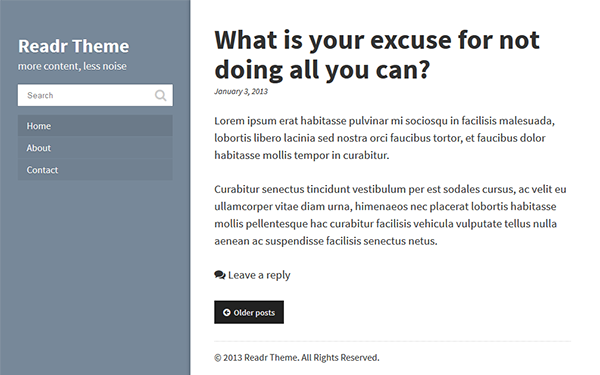 Readr Theme
more content, less noise
Search
Home
About
Contact
What is your excuse for not
doing all you can?
January 3, 2013
Lorem ipsum erat habitasse pulvinar mi sociosqu in facilisis malesuada,
lobortis libero lacinia sed nostra orci faucibus tortor, et faucibus dolor
habitasse mollis tempor in curabitur.
Curabitur senectus tincidunt vestibulum per est sodales cursus, ac velit eu
ullamcorper vitae diam urna, himenaeos nec placerat lobortis habitasse
mollis pellentesque hac curabitur facilisis vehicula vulputate tellus nulla
aenean ac suspendisse facilisis senectus netus.
Leave a reply
Older posts
© 2013 Readr Theme. All Rights Reserved.